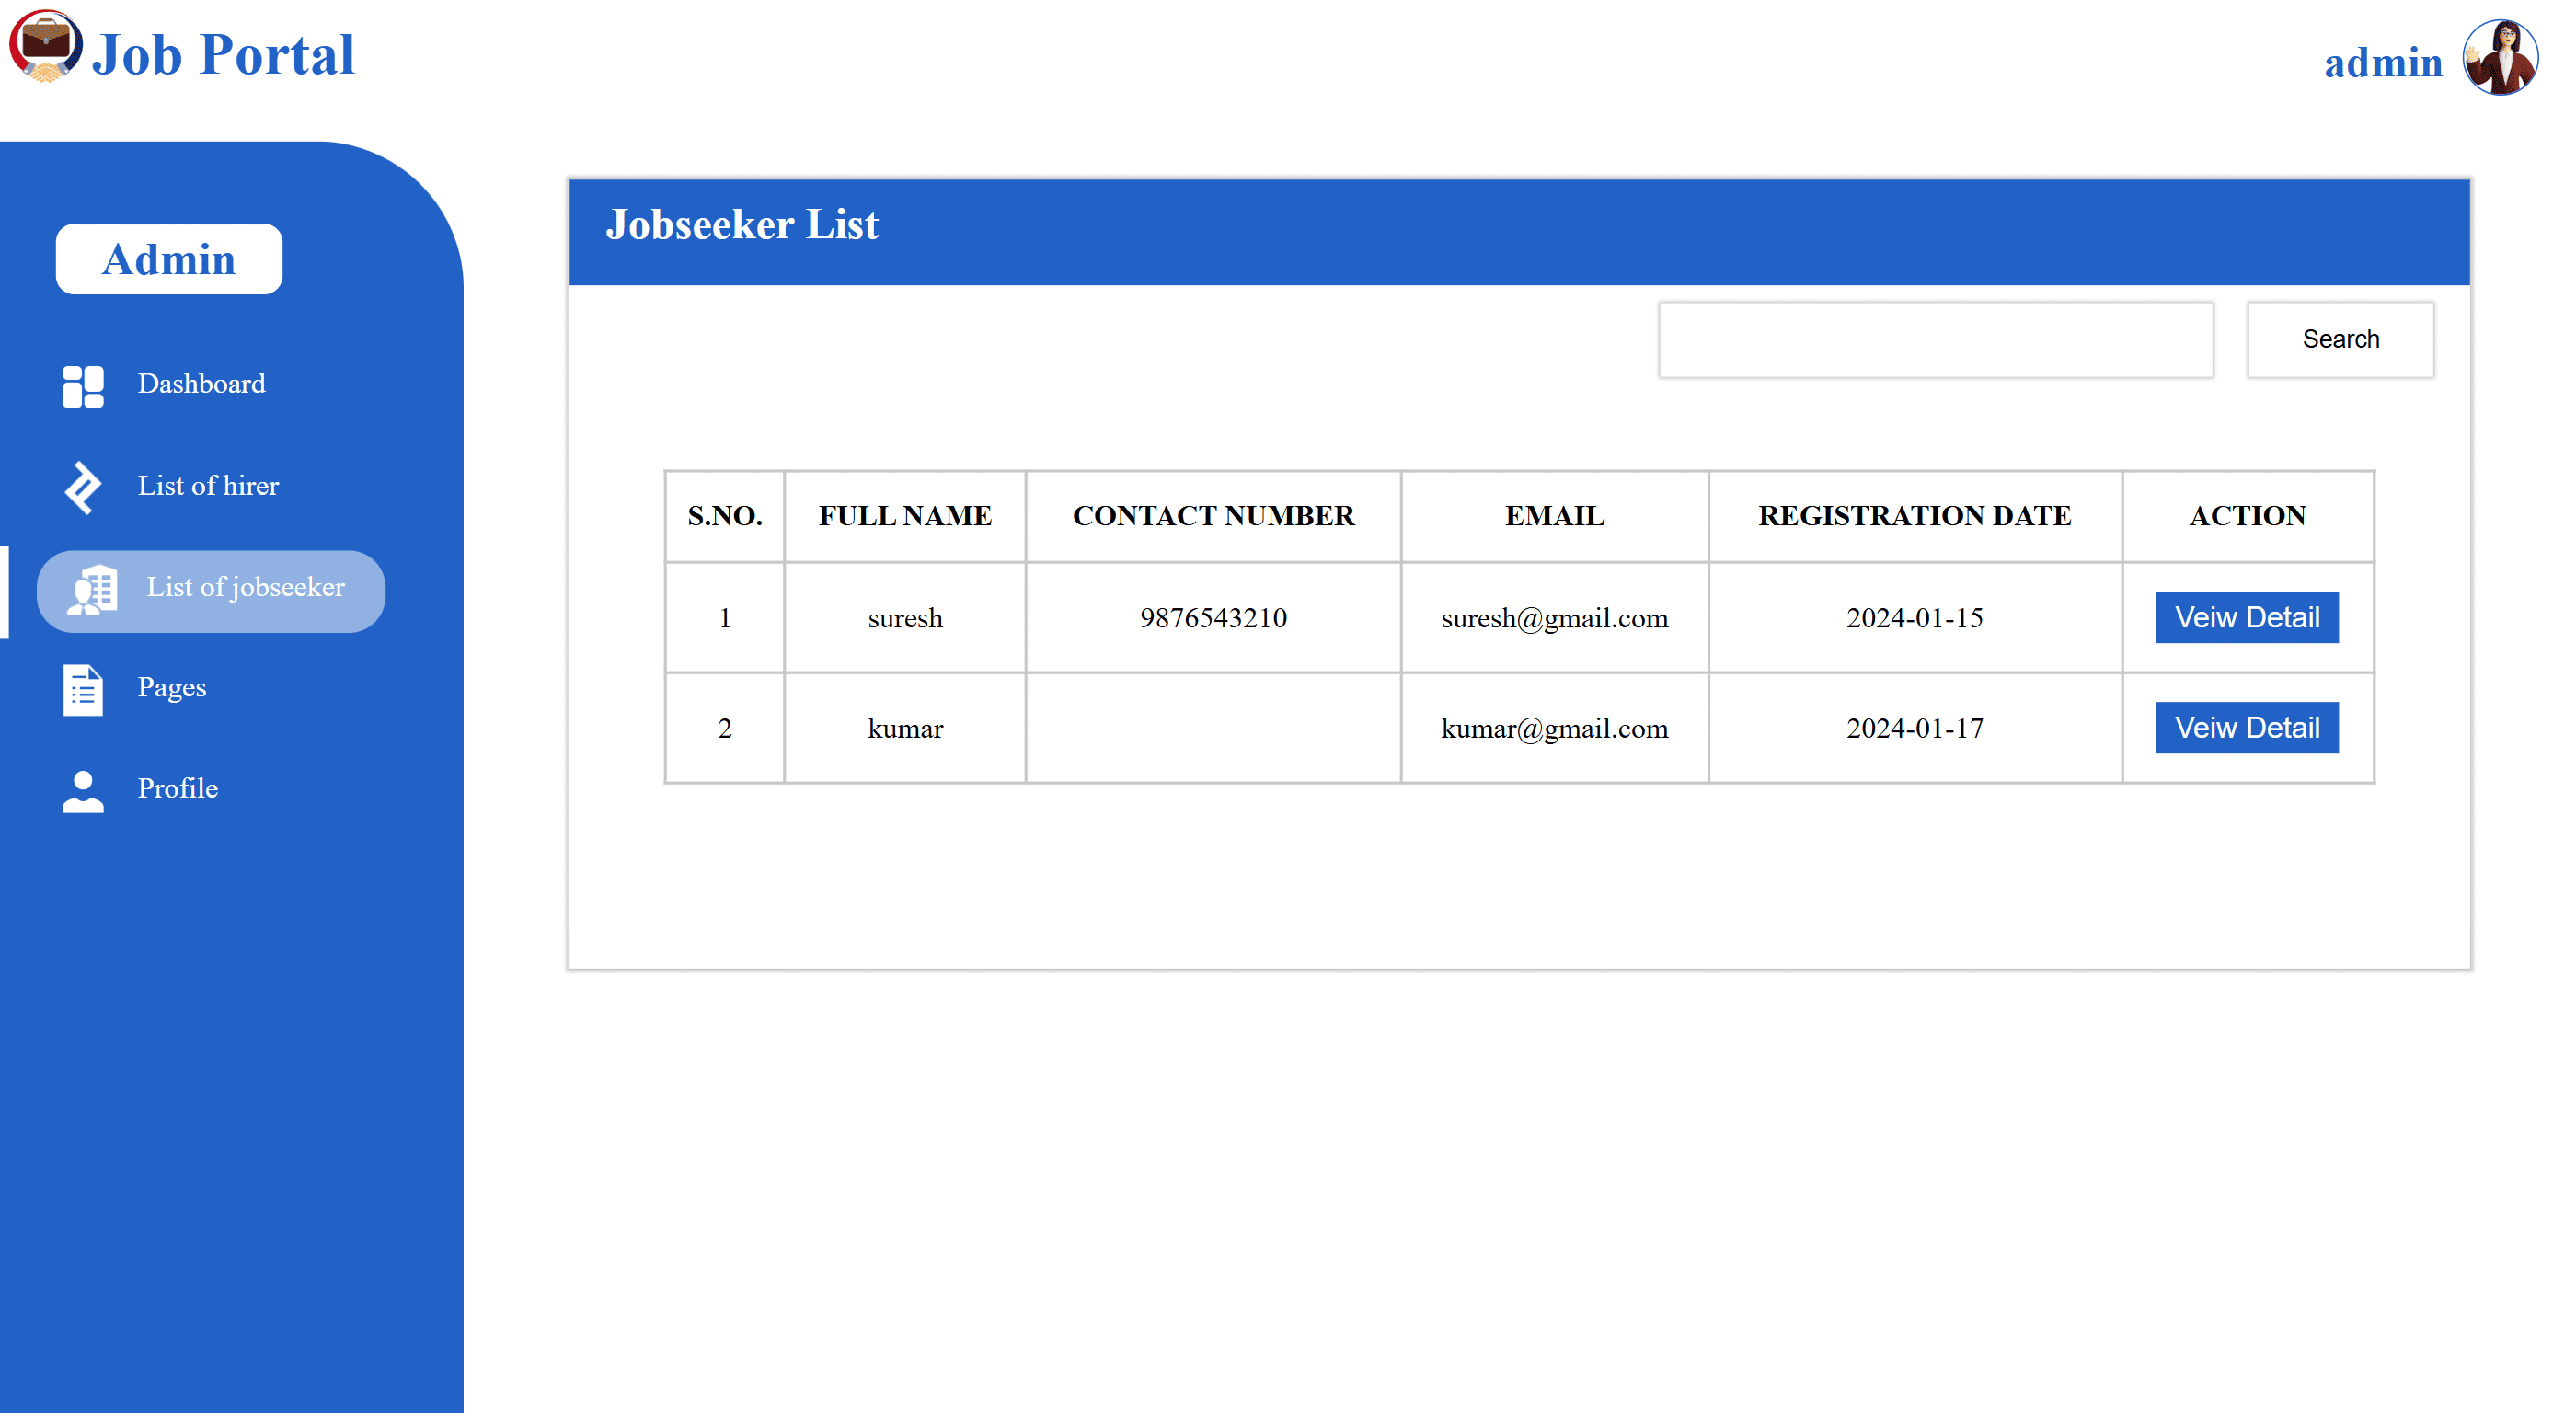 Job Portal
admin
Admin
Dashboard
List of hirer
List of jobseeker
Pages
Profile
Jobseeker List
Search
S.NO. FULL NAME CONTACT NUMBER EMAIL REGISTRATION DATE ACTION
1 suresh 9876543210 suresh@gmail.com 2024-01-15 Veiw Detail
2 kumar kumar@gmail.com 2024-01-17 Veiw Detail